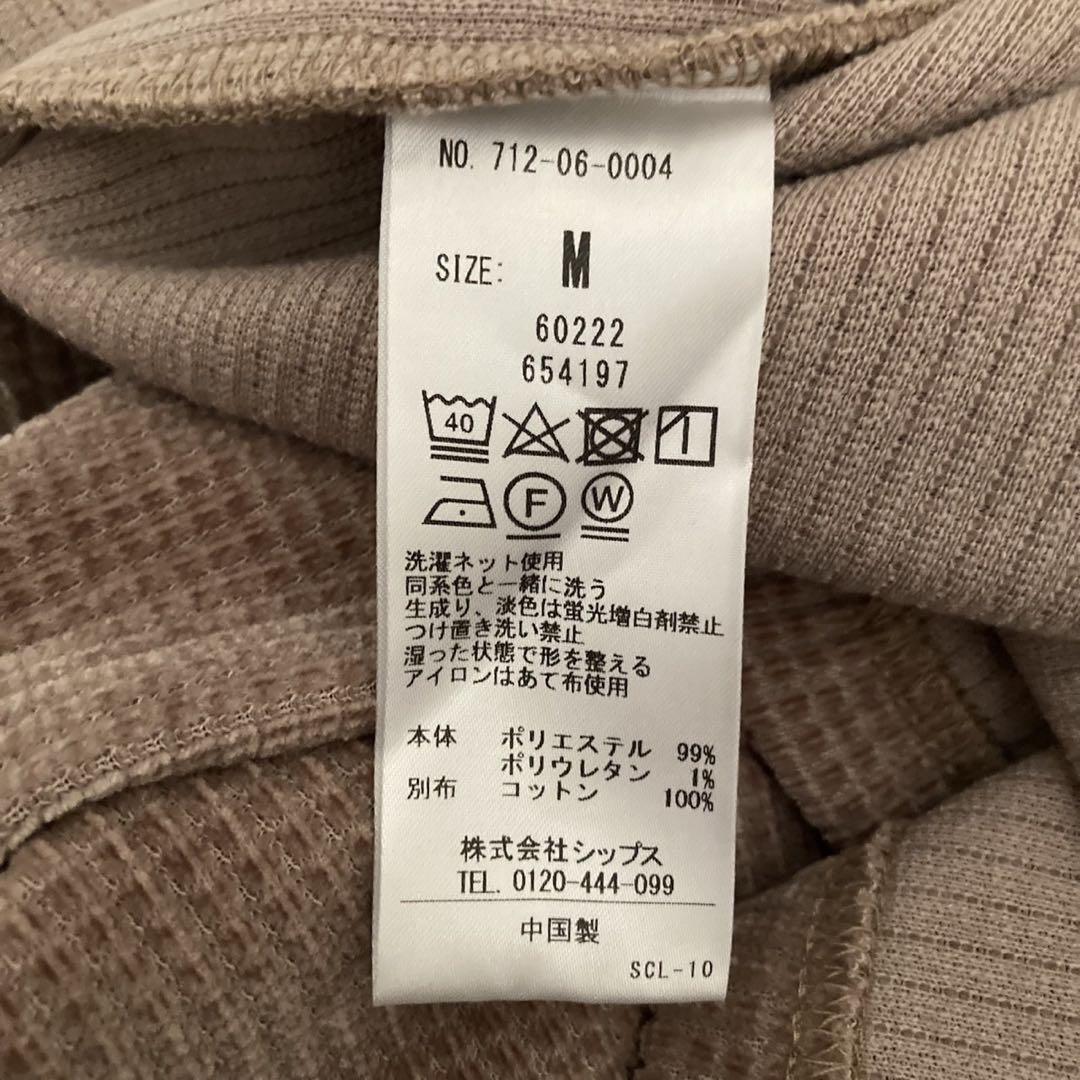 NO. 712-06-0004
SIZE: M
60222
654197
40
F W
洗濯ネット使用
同系色と一緒に洗う
生成り、淡色は蛍光増白剤禁止
つけ置き洗い禁止
湿った状態で形を整える
アイロンはあて布使用
本体 ポリエステル 99%
ポリウレタン 1%
別布 コットン 100%
株式会社シップス
TEL. 0120-444-099
中国製
SCL-10